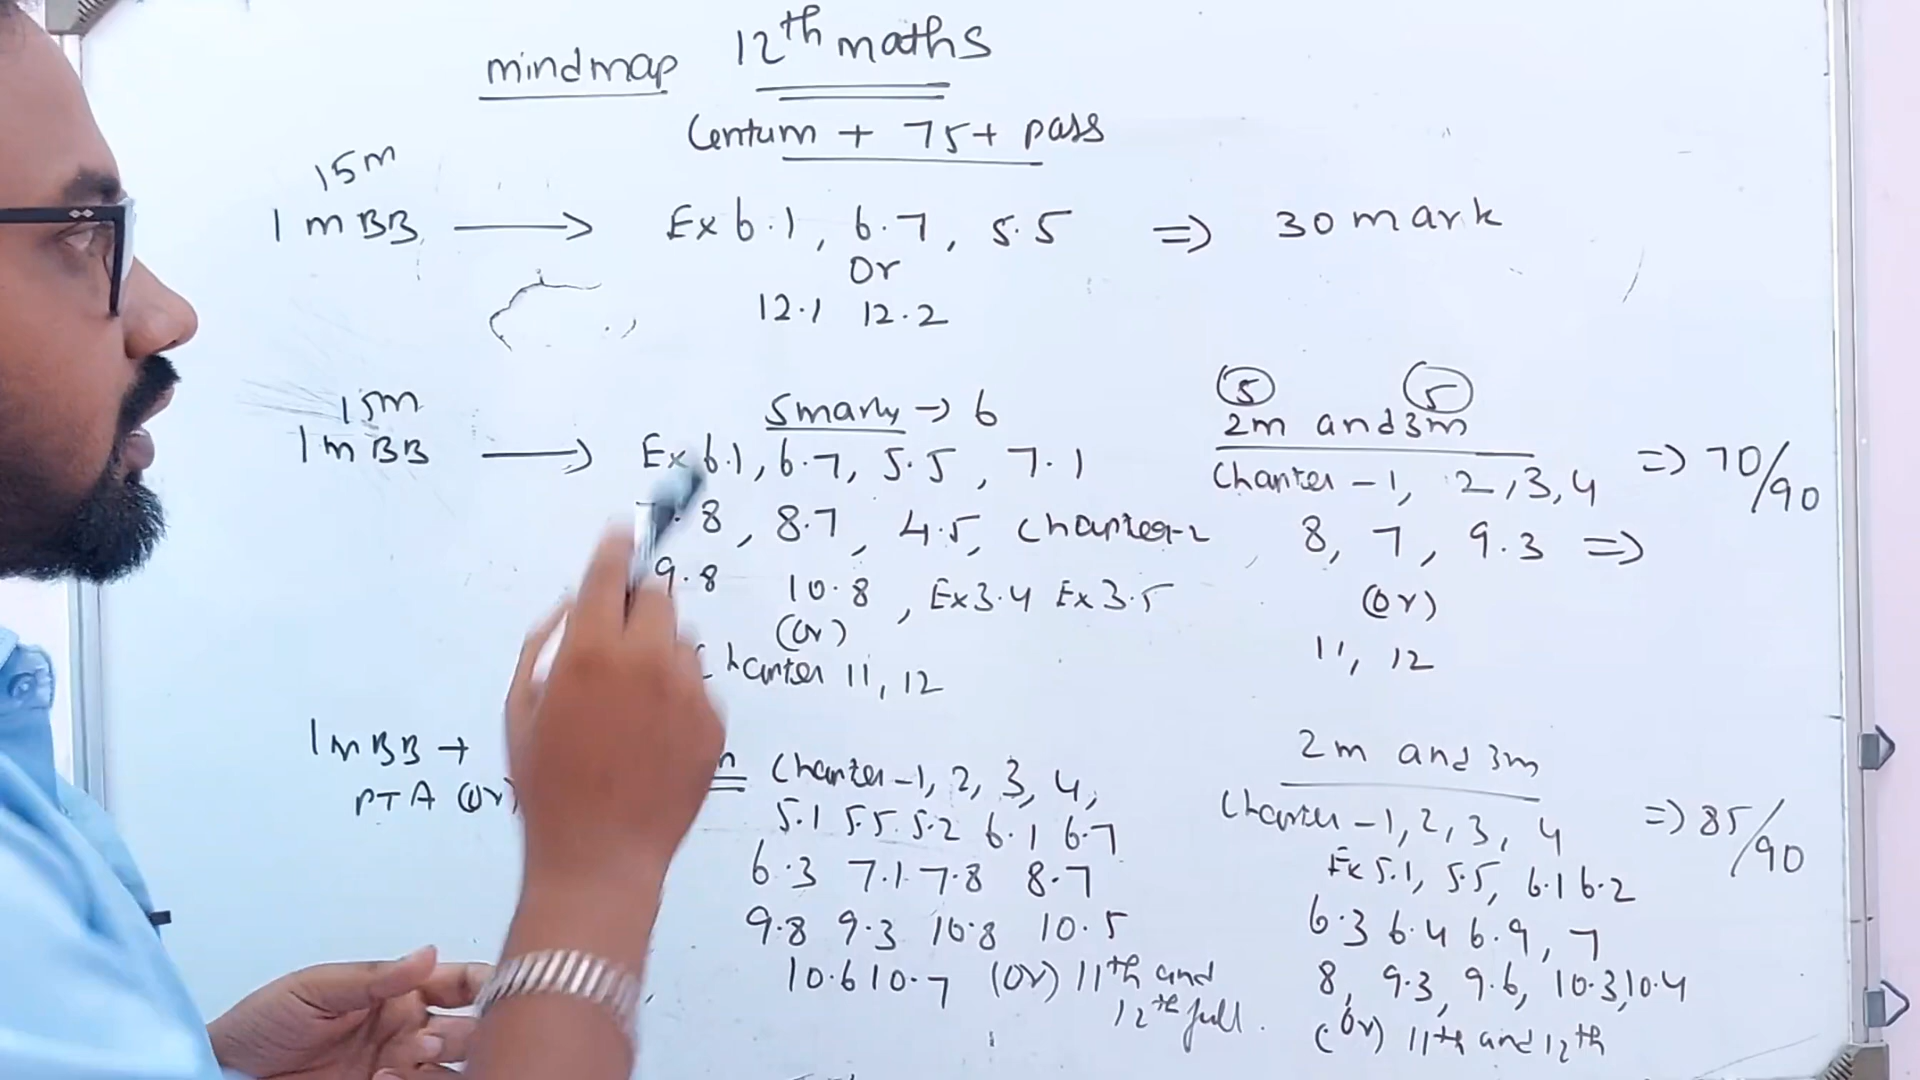 mindmap 12th maths
Centum + 75+ pass
15m
1 m BB → Ex 6.1, 6.7, 5.5 => 30 mark
or
12.1 12.2
15m
1 m BB → 5mark → 6
Ex 6.1, 6.7, 5.5, 7.1
8, 8.7, 4.5, chapter-2
9.8 10.8, Ex 3.4 Ex 3.5
(or)
Chapter 11, 12
5 5
2m and 3m
Chapter - 1, 2, 3, 4 => 70/90
8, 7, 9.3 =>
(or)
11, 12
1 m BB +
PTA (or)
Chapter - 1, 2, 3, 4,
5.1 5.5 5.2 6.1 6.7
6.3 7.1 7.8 8.7
9.8 9.3 10.8 10.5
10.6 10.7 (or) 11th and
12th full.
2m and 3m
Chapter - 1, 2, 3, 4 => 85/90
Ex 5.1, 5.5, 6.1 6.2
6.3 6.4 6.9, 7
8, 9.3, 9.6, 10.3, 10.4
(or) 11th and 12th